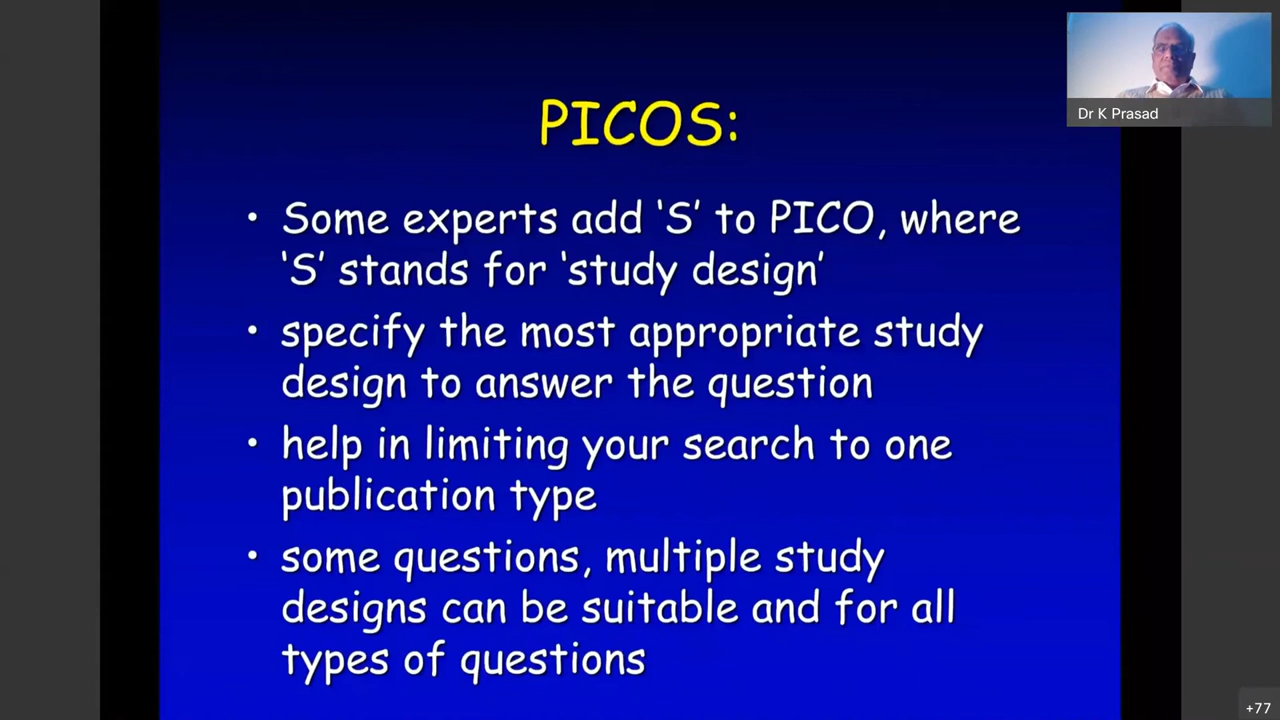 PICOS:
• Some experts add ‘S’ to PICO, where
‘S’ stands for ‘study design’
• specify the most appropriate study
design to answer the question
• help in limiting your search to one
publication type
• some questions, multiple study
designs can be suitable and for all
types of questions
Dr K Prasad
+77